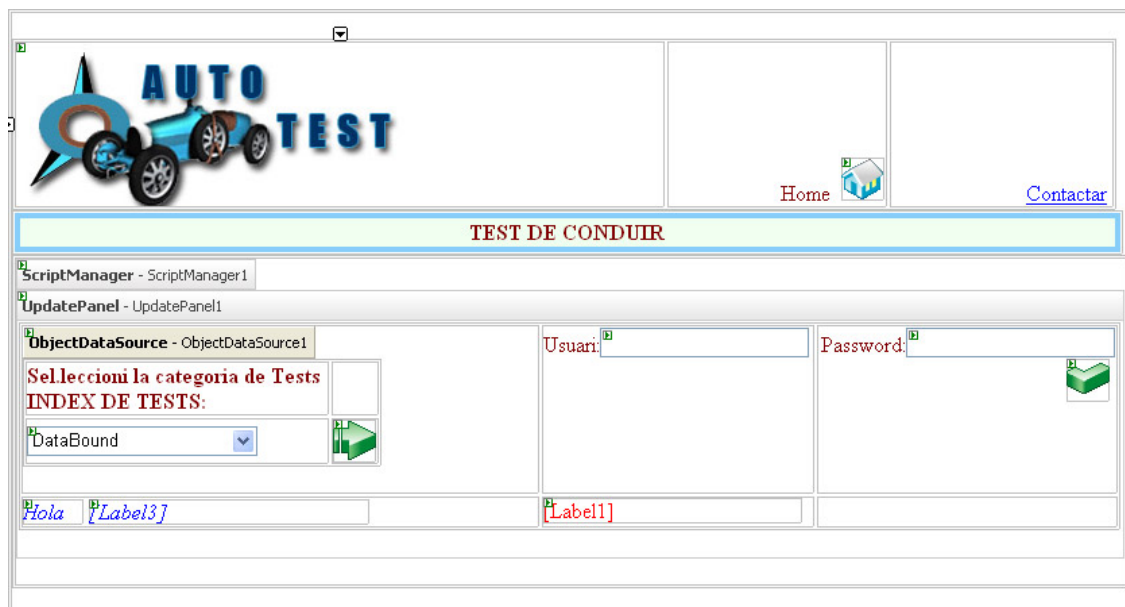 AUTO
TEST
Home
Contactar
TEST DE CONDUIR
ScriptManager - ScriptManager1
UpdatePanel - UpdatePanel1
ObjectDataSource - ObjectDataSource1
Usuari:
Password:
Sel.leccioni la categoria de Tests
INDEX DE TESTS:
DataBound
Hola [Label3]
[Label1]